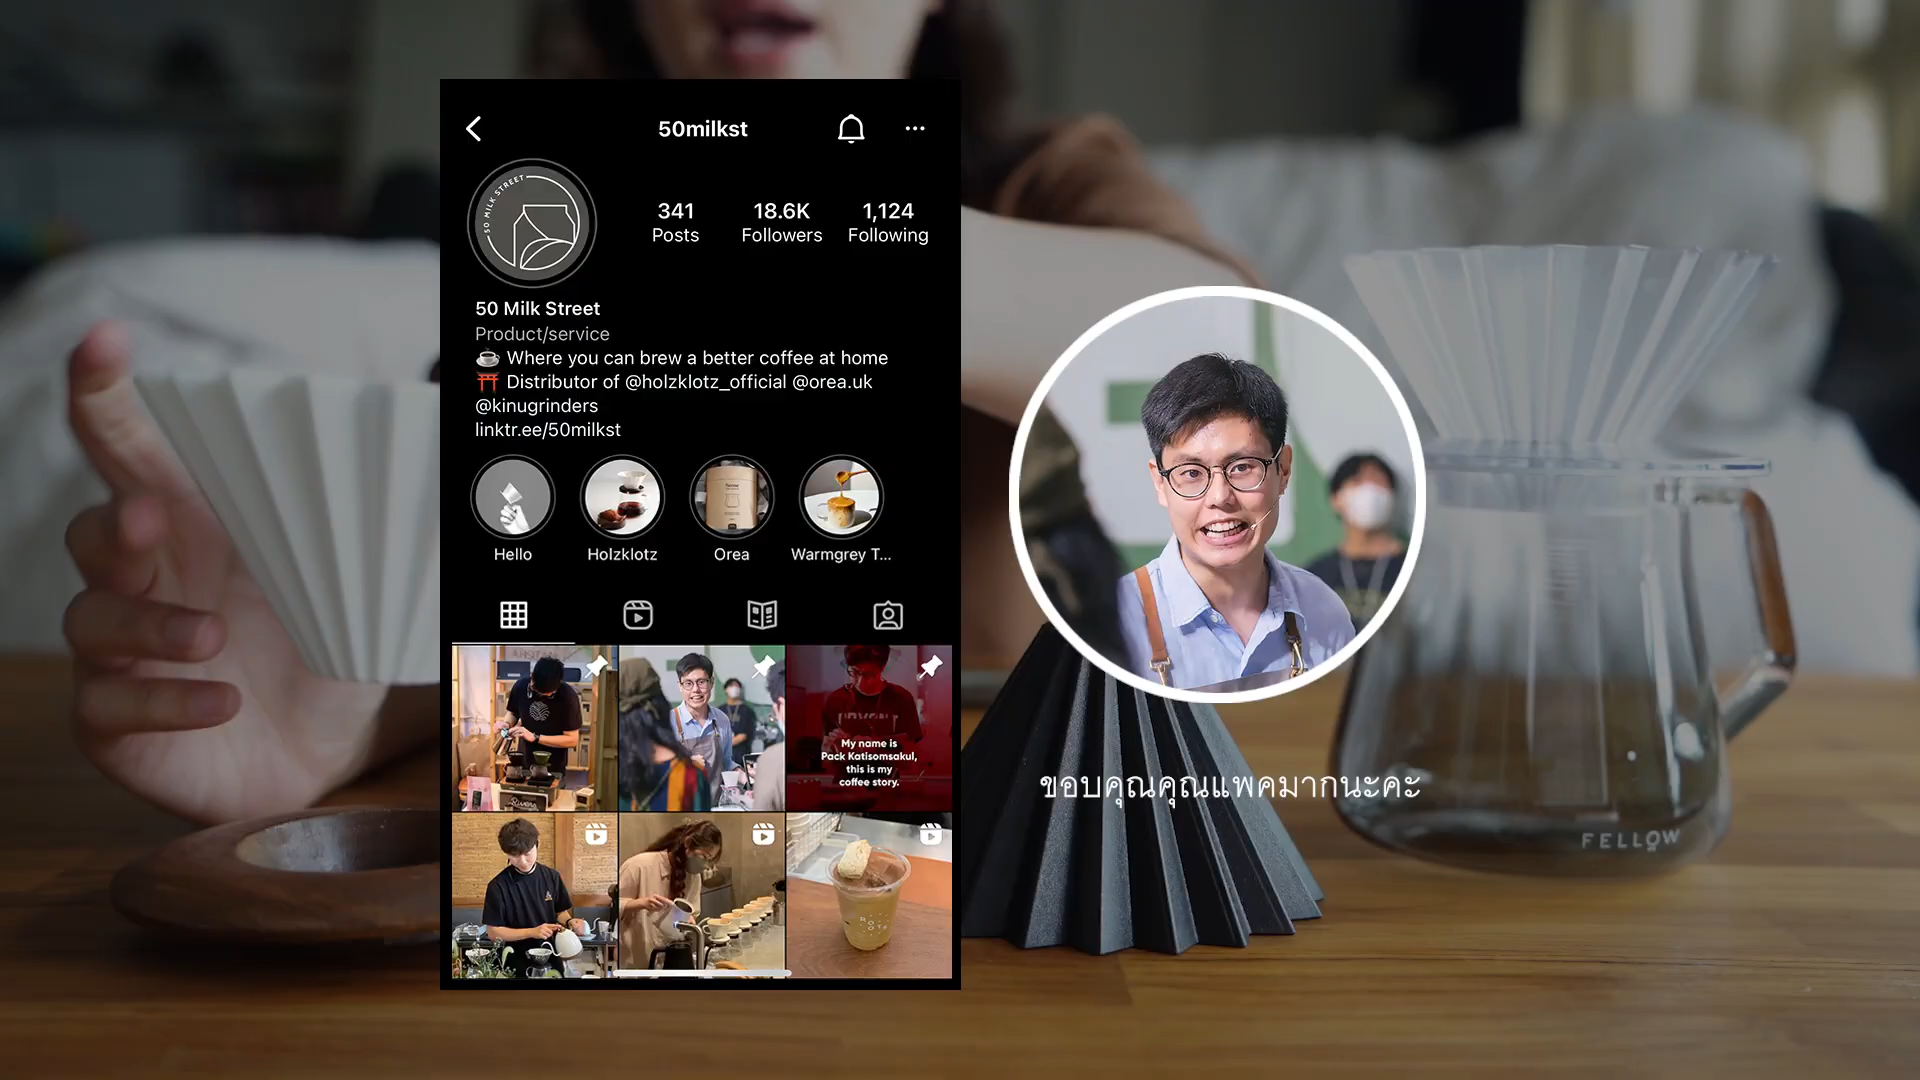 50milkst
50 MILK STREET
341
Posts
18.6K
Followers
1,124
Following
50 Milk Street
Product/service
☕ Where you can brew a better coffee at home
⛩ Distributor of @holzklotz_official @orea.uk
@kinugrinders
linktr.ee/50milkst
Hello
Holzklotz
Orea
Warmgrey T...
My name is
Pack Katisomsakul,
this is my
coffee story.
ขอบคุณคุณแพคมากนะคะ
FELLOW